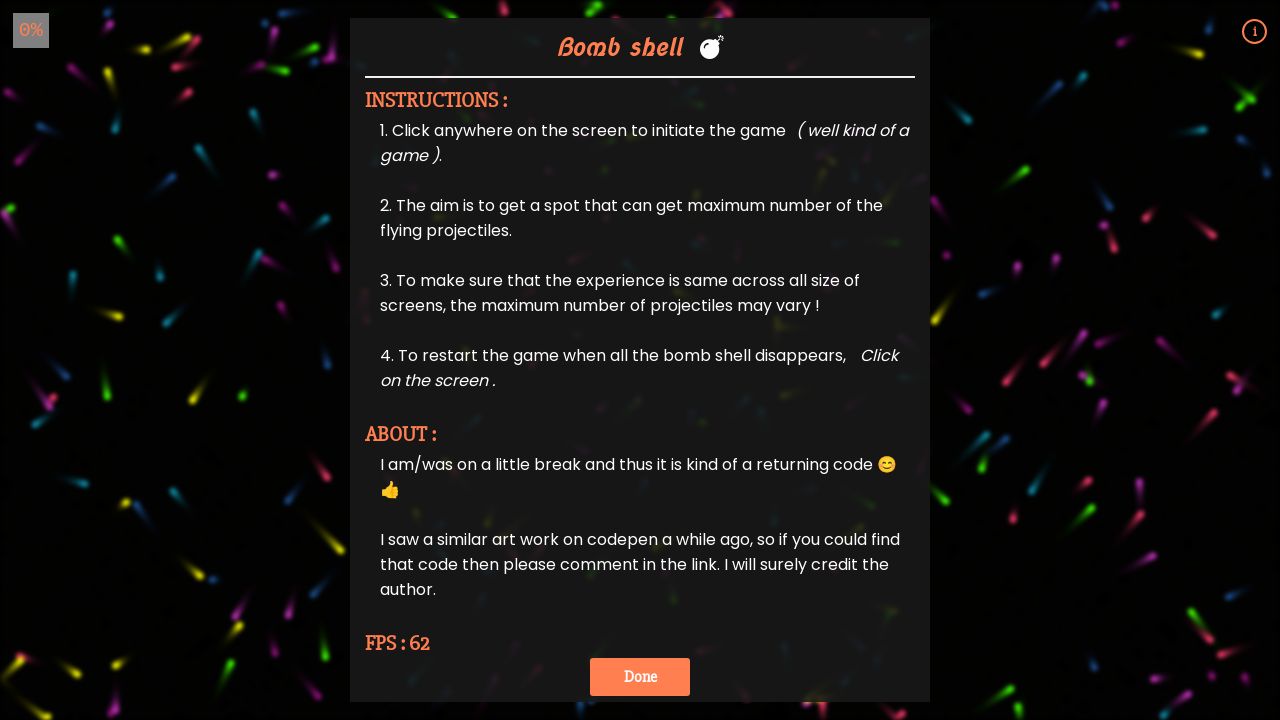 0%
i
Bomb shell 💣
INSTRUCTIONS :
1. Click anywhere on the screen to initiate the game ( well kind of a
game ).
2. The aim is to get a spot that can get maximum number of the
flying projectiles.
3. To make sure that the experience is same across all size of
screens, the maximum number of projectiles may vary !
4. To restart the game when all the bomb shell disappears, Click
on the screen .
ABOUT :
I am/was on a little break and thus it is kind of a returning code 😊
👍
I saw a similar art work on codepen a while ago, so if you could find
that code then please comment in the link. I will surely credit the
author.
FPS : 62
Done